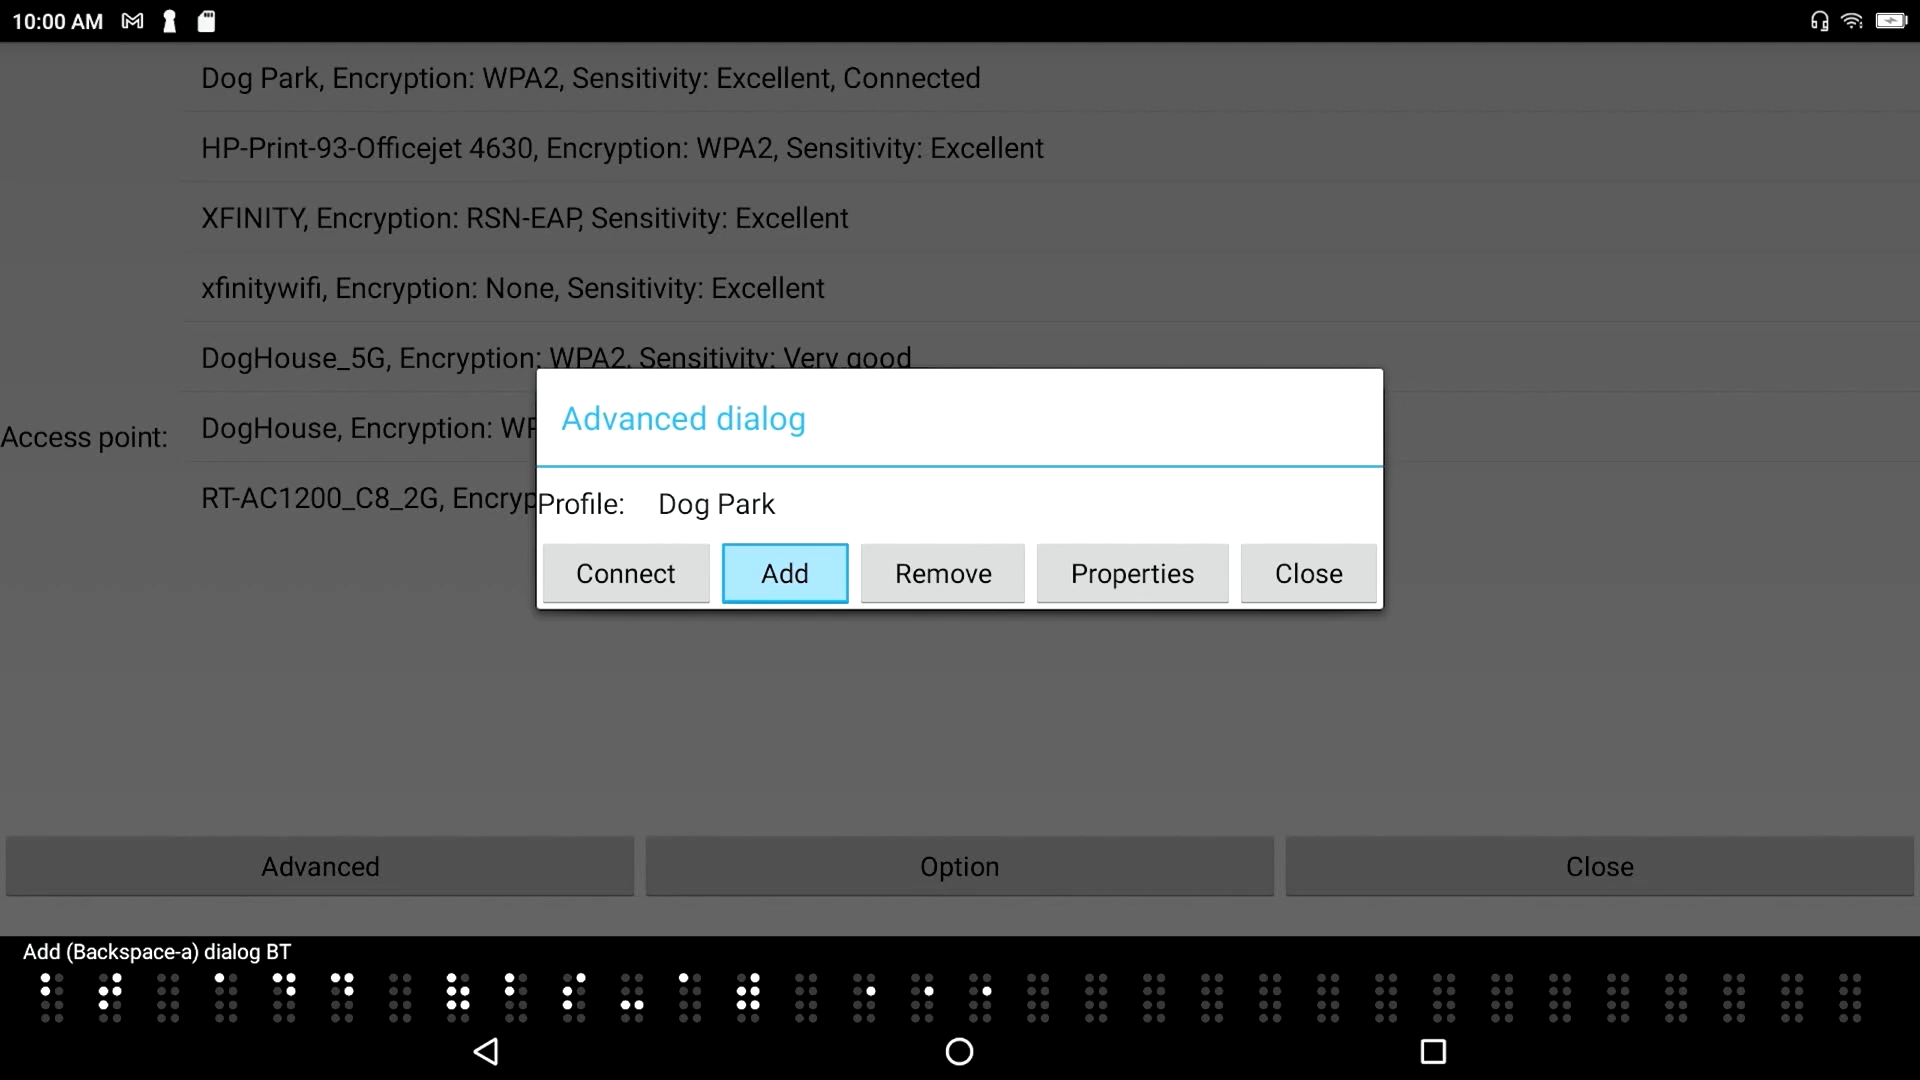 10:00 AM
Dog Park, Encryption: WPA2, Sensitivity: Excellent, Connected
HP-Print-93-Officejet 4630, Encryption: WPA2, Sensitivity: Excellent
XFINITY, Encryption: RSN-EAP, Sensitivity: Excellent
xfinitywifi, Encryption: None, Sensitivity: Excellent
DogHouse_5G, Encryption: WPA2, Sensitivity: Very good
Access point:
DogHouse, Encryption:
RT-AC1200_C8_2G,
Advanced dialog
Profile: Dog Park
Connect Add Remove Properties Close
Advanced Option Close
Add (Backspace-a) dialog BT